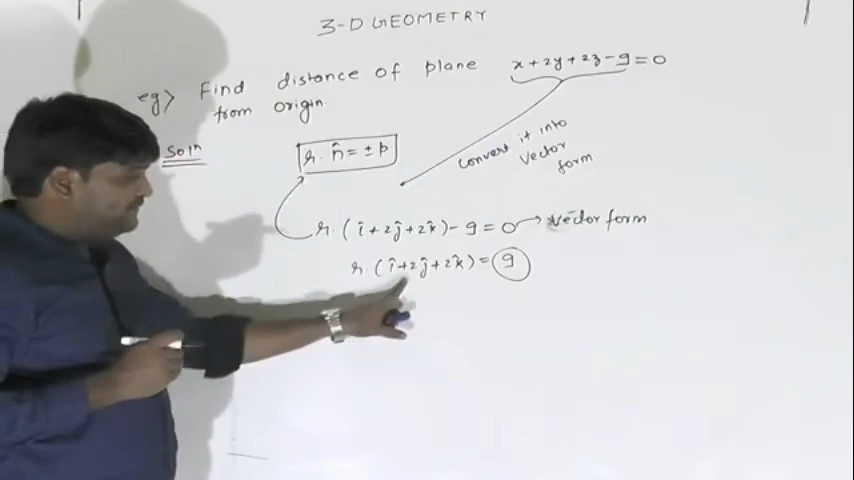 3-D GEOMETRY
eg> Find distance of plane x+2y+2z-9=0
from origin
Soln
r. n̂ = ±p
convert it into
vector
form
r. (î+2ĵ+2k̂)-9=0 → vector form
r. (î+2ĵ+2k̂)= 9